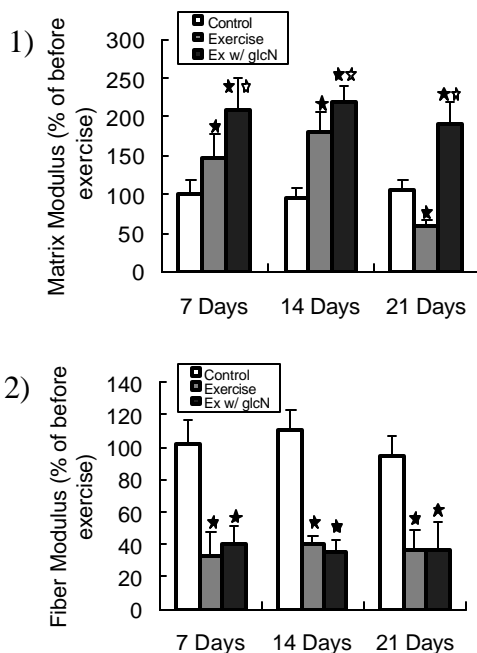 1)
Control
Exercise
Ex w/ glcN
Matrix Modulus (% of before
exercise)
300
250
200
150
100
50
0
7 Days
14 Days
21 Days
2)
Control
Exercise
Ex w/ glcN
Fiber Modulus (% of before
exercise)
140
120
100
80
60
40
20
0
7 Days
14 Days
21 Days